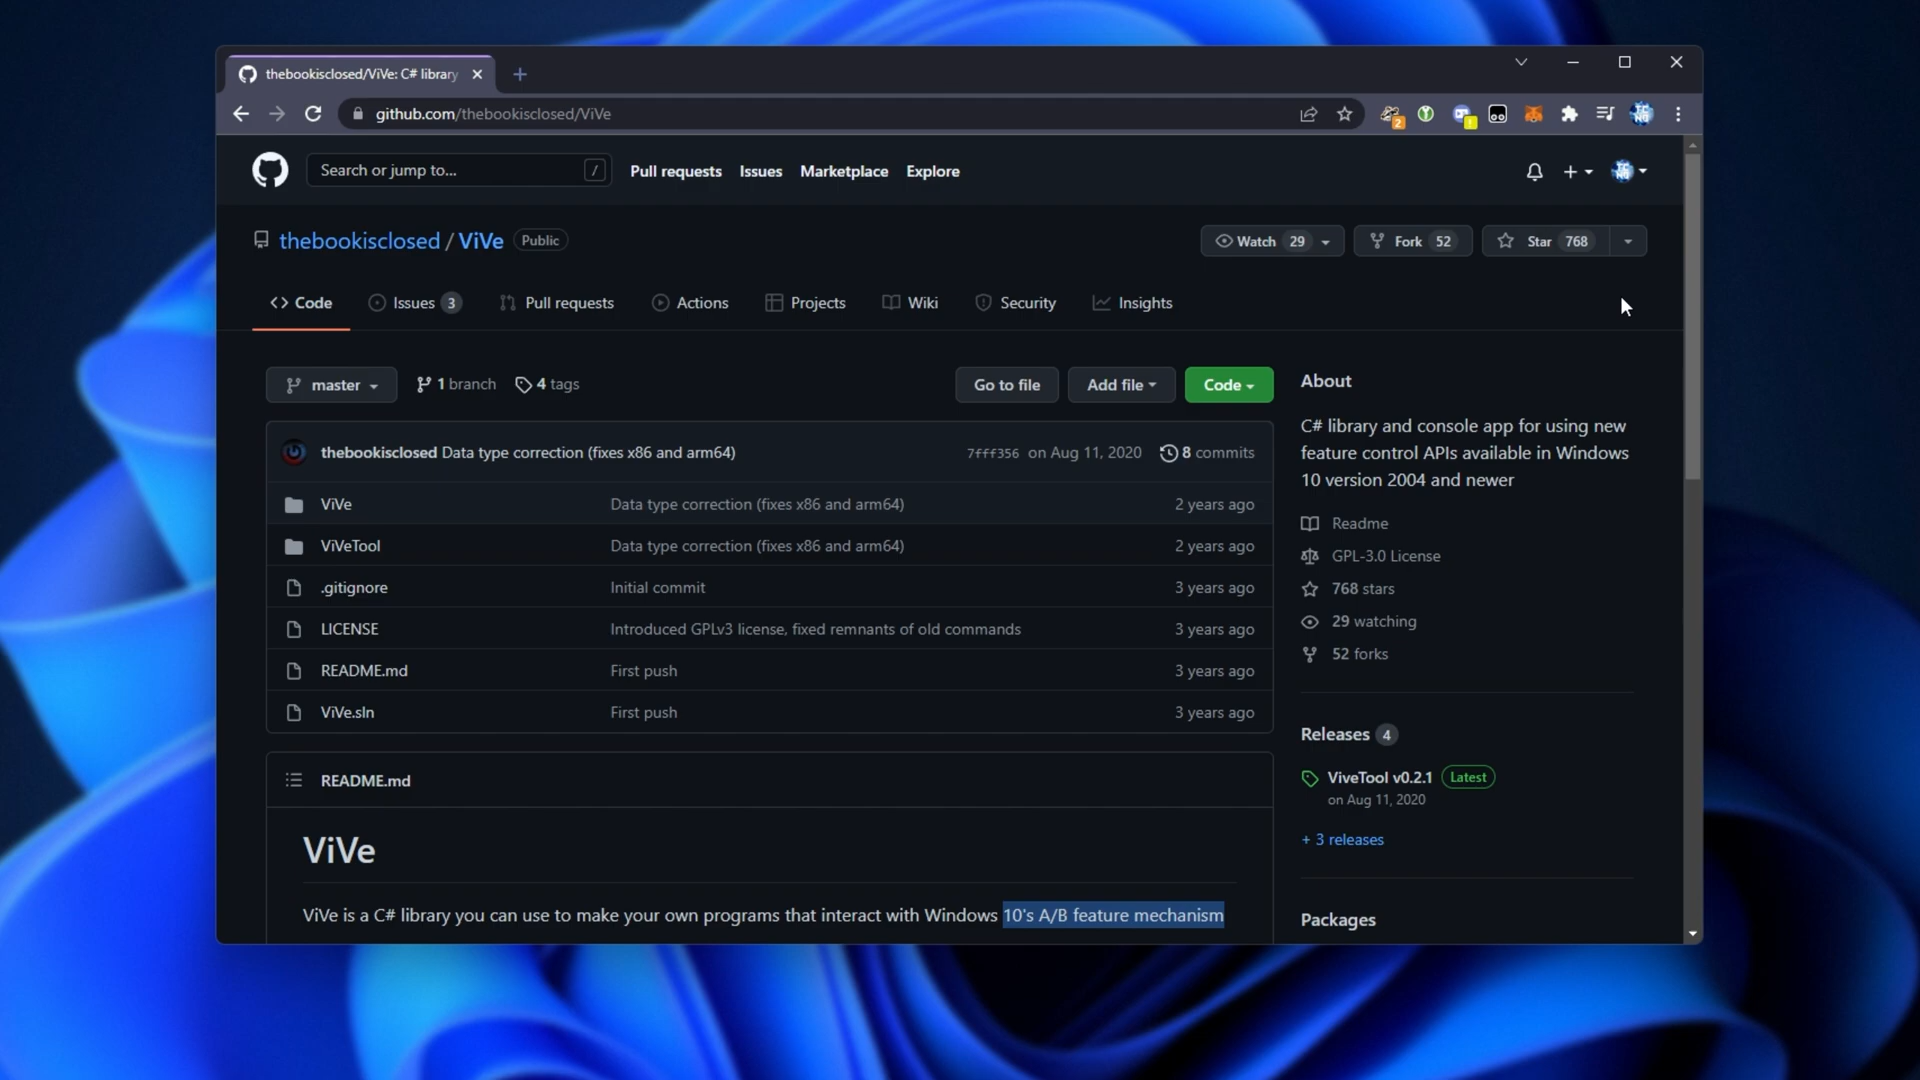 thebookisclosed/ViVe: C# library
github.com/thebookisclosed/ViVe
2
Search or jump to...
/
Pull requests
Issues
Marketplace
Explore
thebookisclosed / ViVe
Public
Watch 29
Fork 52
Star 768
Code
Issues 3
Pull requests
Actions
Projects
Wiki
Security
Insights
master
1 branch
4 tags
Go to file
Add file
Code
thebookisclosed Data type correction (fixes x86 and arm64)
7fff356 on Aug 11, 2020
8 commits
ViVe Data type correction (fixes x86 and arm64) 2 years ago
ViVeTool Data type correction (fixes x86 and arm64) 2 years ago
.gitignore Initial commit 3 years ago
LICENSE Introduced GPLv3 license, fixed remnants of old commands 3 years ago
README.md First push 3 years ago
ViVe.sln First push 3 years ago
README.md
ViVe
ViVe is a C# library you can use to make your own programs that interact with Windows 10's A/B feature mechanism
About
C# library and console app for using new
feature control APIs available in Windows
10 version 2004 and newer
Readme
GPL-3.0 License
768 stars
29 watching
52 forks
Releases 4
ViveTool v0.2.1 Latest
on Aug 11, 2020
+ 3 releases
Packages